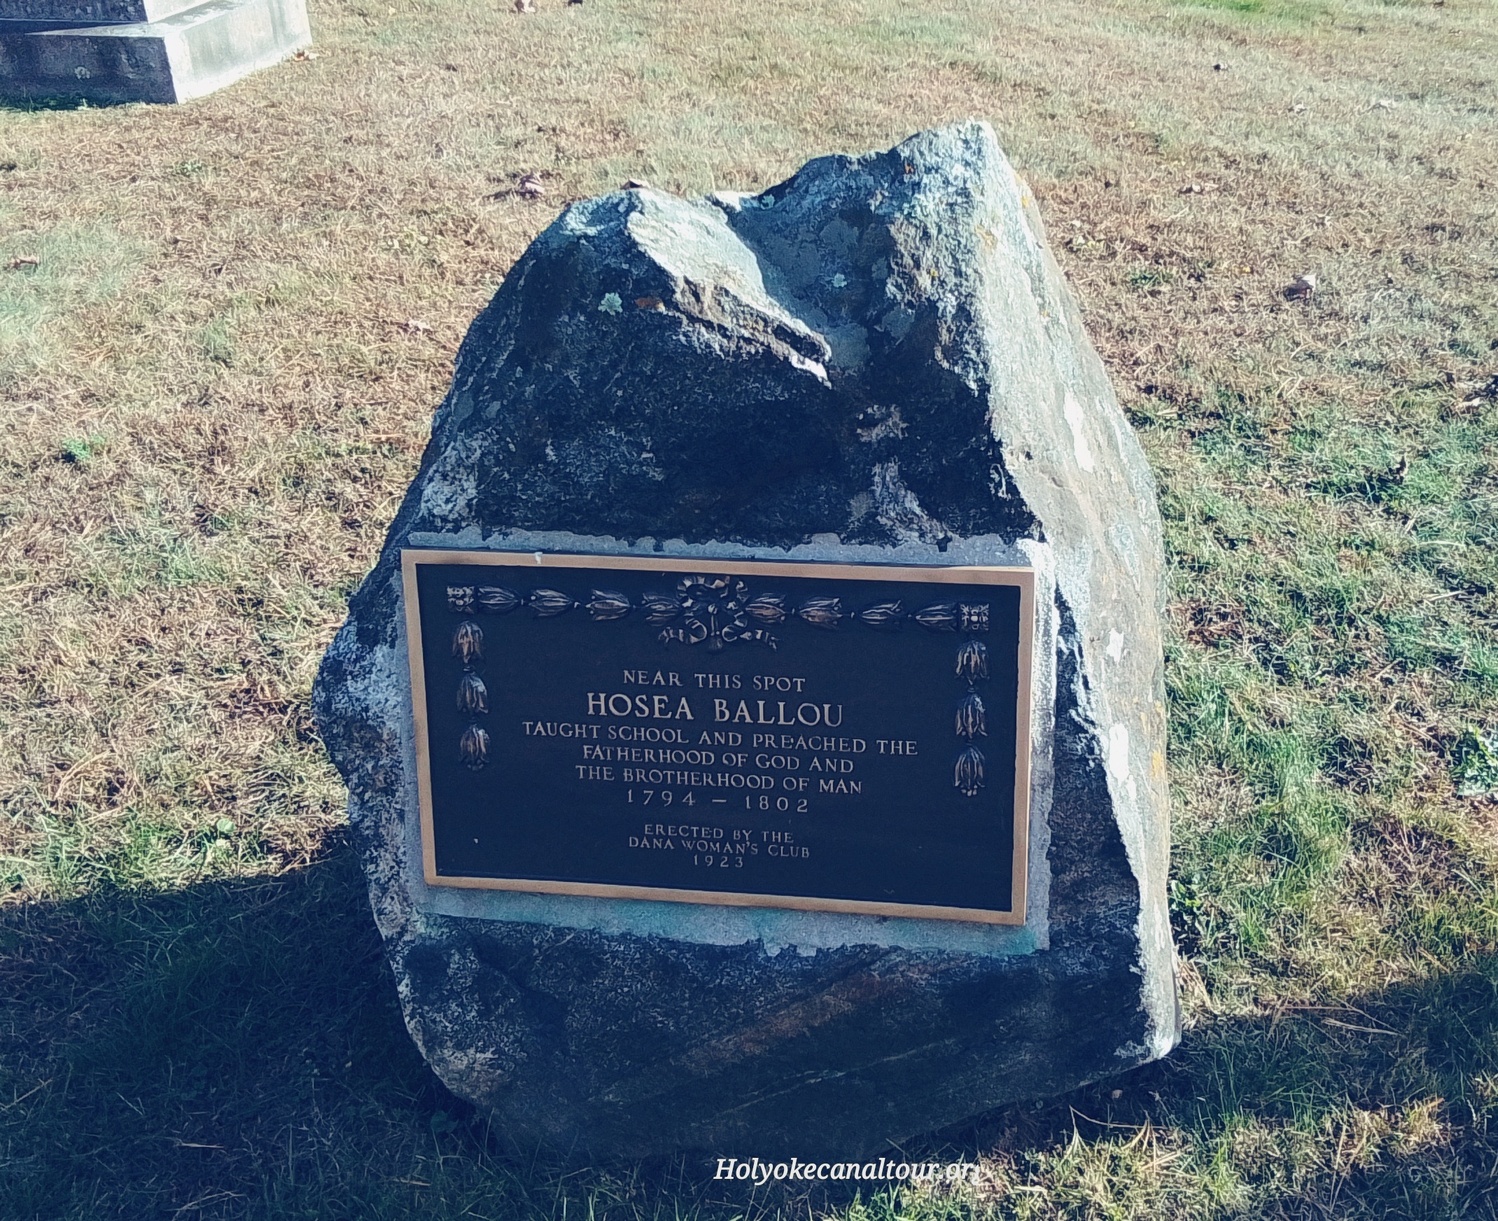 NEAR THIS SPOT
HOSEA BALLOU
TAUGHT SCHOOL AND PREACHED THE
FATHERHOOD OF GOD AND
THE BROTHERHOOD OF MAN
1794 – 1802
ERECTED BY THE
DANA WOMAN'S CLUB
1923
Holyokecanaltour.org